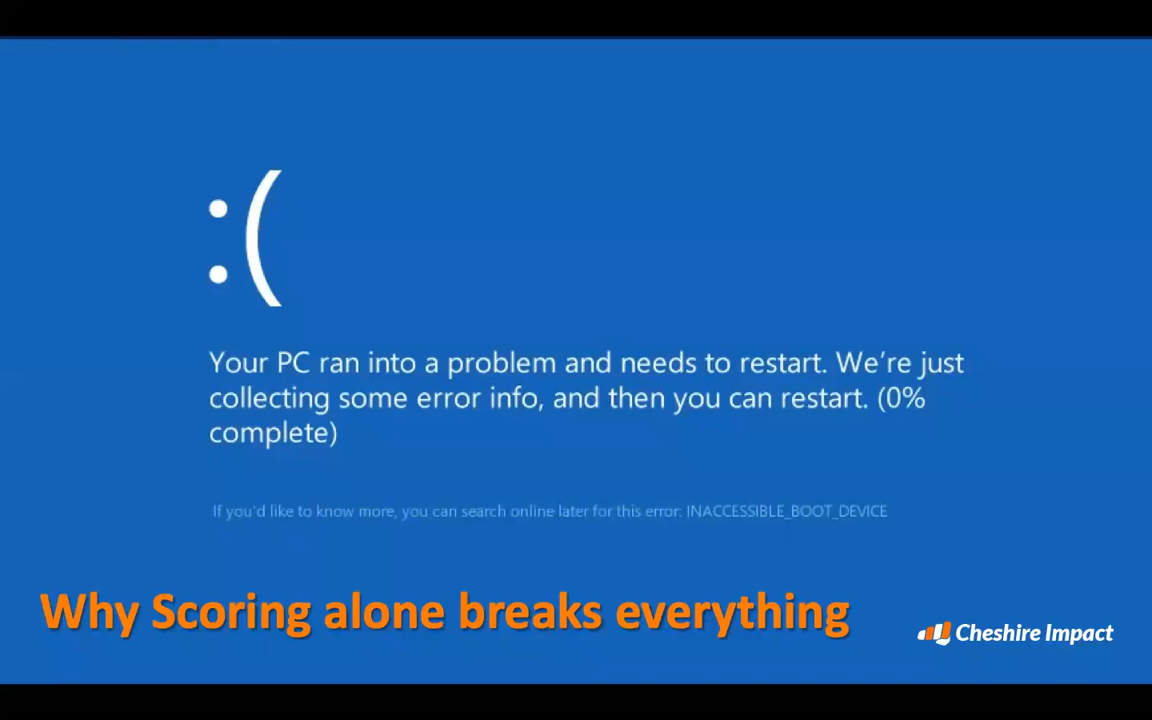 :(
Your PC ran into a problem and needs to restart. We're just
collecting some error info, and then you can restart. (0%
complete)
If you'd like to know more, you can search online later for this error: INACCESSIBLE_BOOT_DEVICE
Why Scoring alone breaks everything
Cheshire Impact